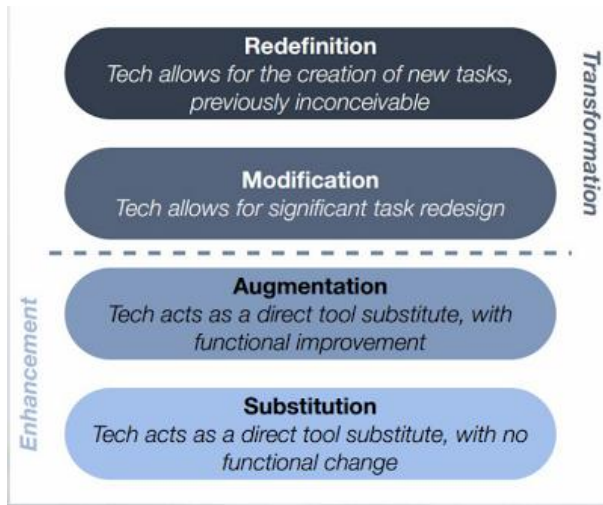 Redefinition
Tech allows for the creation of new tasks,
previously inconceivable
Modification
Tech allows for significant task redesign
Transformation
Augmentation
Tech acts as a direct tool substitute, with
functional improvement
Substitution
Tech acts as a direct tool substitute, with no
functional change
Enhancement